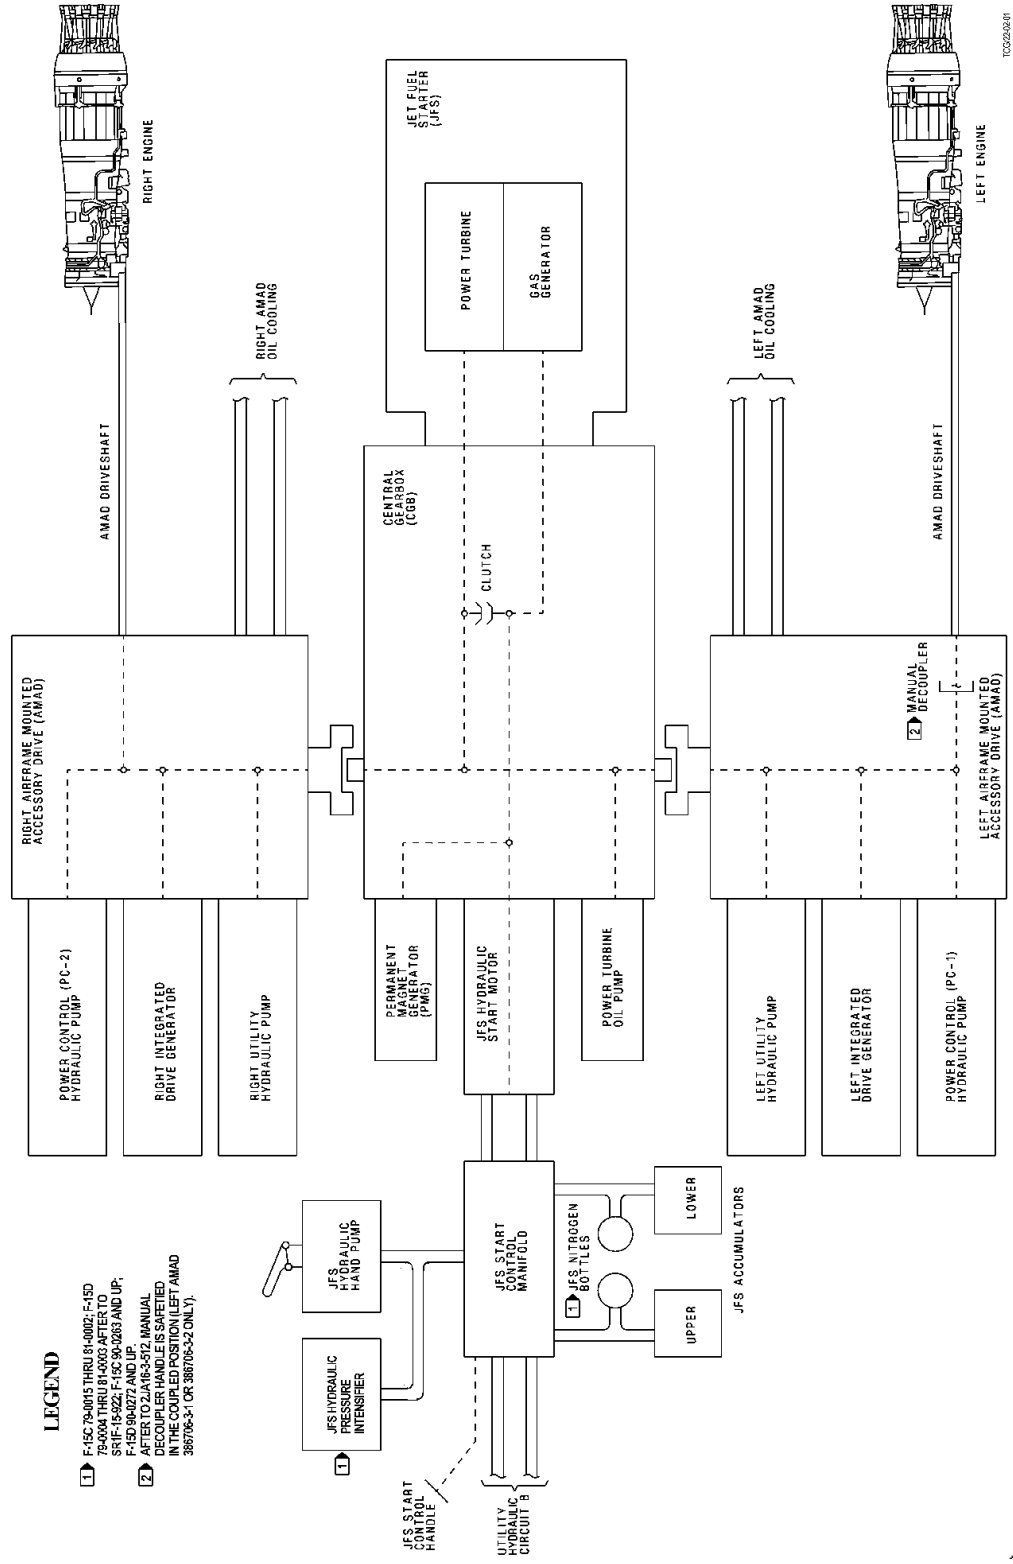 LEGEND
1 F-15C 79-0015 THRU 81-0002; F-15D
79-0004 THRU 81-0003 AFTER TO
SR1F-15-922; F-15C 90-0263 AND UP;
F-15D 90-0272 AND UP.
2 AFTER TO 2JA16-3-512, MANUAL
DECOUPLER HANDLE IS SAFETIED
IN THE COUPLED POSITION (LEFT AMAD
386706-3-1 OR 386706-3-2 ONLY).
POWER CONTROL (PC-2)
HYDRAULIC PUMP
RIGHT INTEGRATED
DRIVE GENERATOR
RIGHT UTILITY
HYDRAULIC PUMP
RIGHT AIRFRAME MOUNTED
ACCESSORY DRIVE (AMAD)
AMAD DRIVESHAFT
RIGHT ENGINE
RIGHT AMAD
OIL COOLING
1
JFS HYDRAULIC
PRESSURE
INTENSIFIER
JFS
HYDRAULIC
HAND PUMP
PERMANENT
MAGNET
GENERATOR
(PMG)
CENTRAL
GEARBOX
(CGB)
JET FUEL
STARTER
(JFS)
JFS START
CONTROL
HANDLE
JFS HYDRAULIC
START MOTOR
CLUTCH
POWER TURBINE
GAS
GENERATOR
UTILITY
HYDRAULIC
CIRCUIT B
JFS START
CONTROL
MANIFOLD
1 JFS NITROGEN
BOTTLES
POWER TURBINE
OIL PUMP
UPPER
LOWER
JFS ACCUMULATORS
LEFT UTILITY
HYDRAULIC PUMP
LEFT INTEGRATED
DRIVE GENERATOR
POWER CONTROL (PC-1)
HYDRAULIC PUMP
LEFT AMAD
OIL COOLING
2 MANUAL
DECOUPLER
LEFT AIRFRAME MOUNTED
ACCESSORY DRIVE (AMAD)
AMAD DRIVESHAFT
LEFT ENGINE